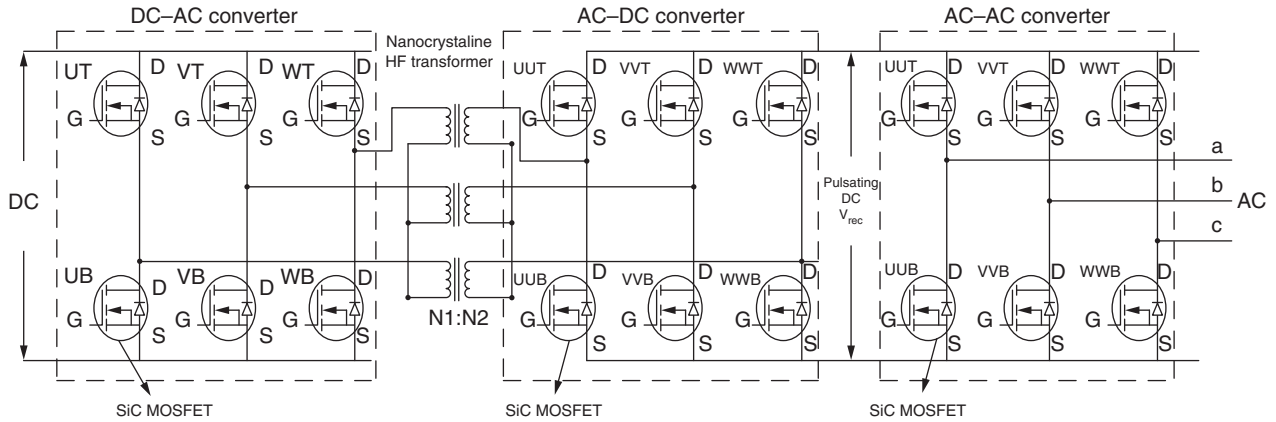 DC–AC converter
Nanocrystaline
HF transformer
AC–DC converter
AC–AC converter
UT D VT D WT D
G S G S G S
UUT D VVT D WWT D
G S G S G S
UUT D VVT D WWT D
G S G S G S
a
b
c
DC
Pulsating
DC
Vrec
AC
UB D VB D WB D
G S G S G S
N1:N2
UUB D VVB D WWB D
G S G S G S
UUB D VVB D WWB D
G S G S G S
SiC MOSFET
SiC MOSFET
SiC MOSFET